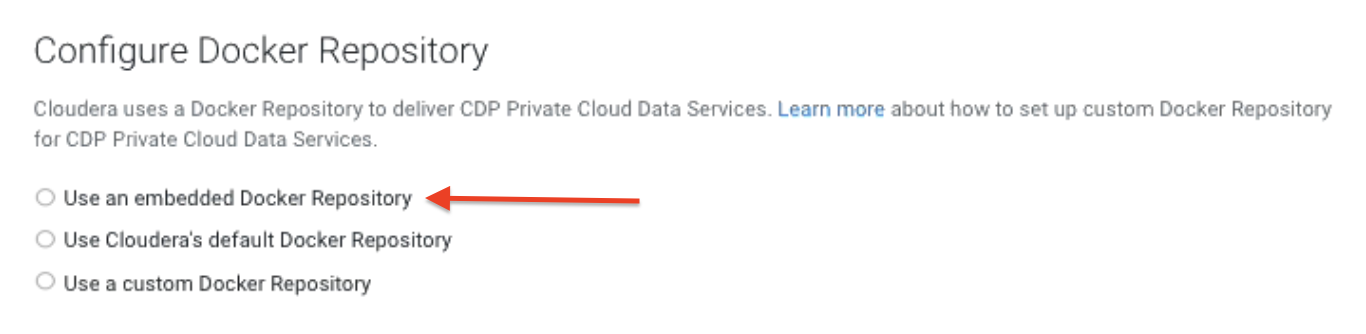 Configure Docker Repository
Cloudera uses a Docker Repository to deliver CDP Private Cloud Data Services. Learn more about how to set up custom Docker Repository
for CDP Private Cloud Data Services.
Use an embedded Docker Repository
Use Cloudera's default Docker Repository
Use a custom Docker Repository